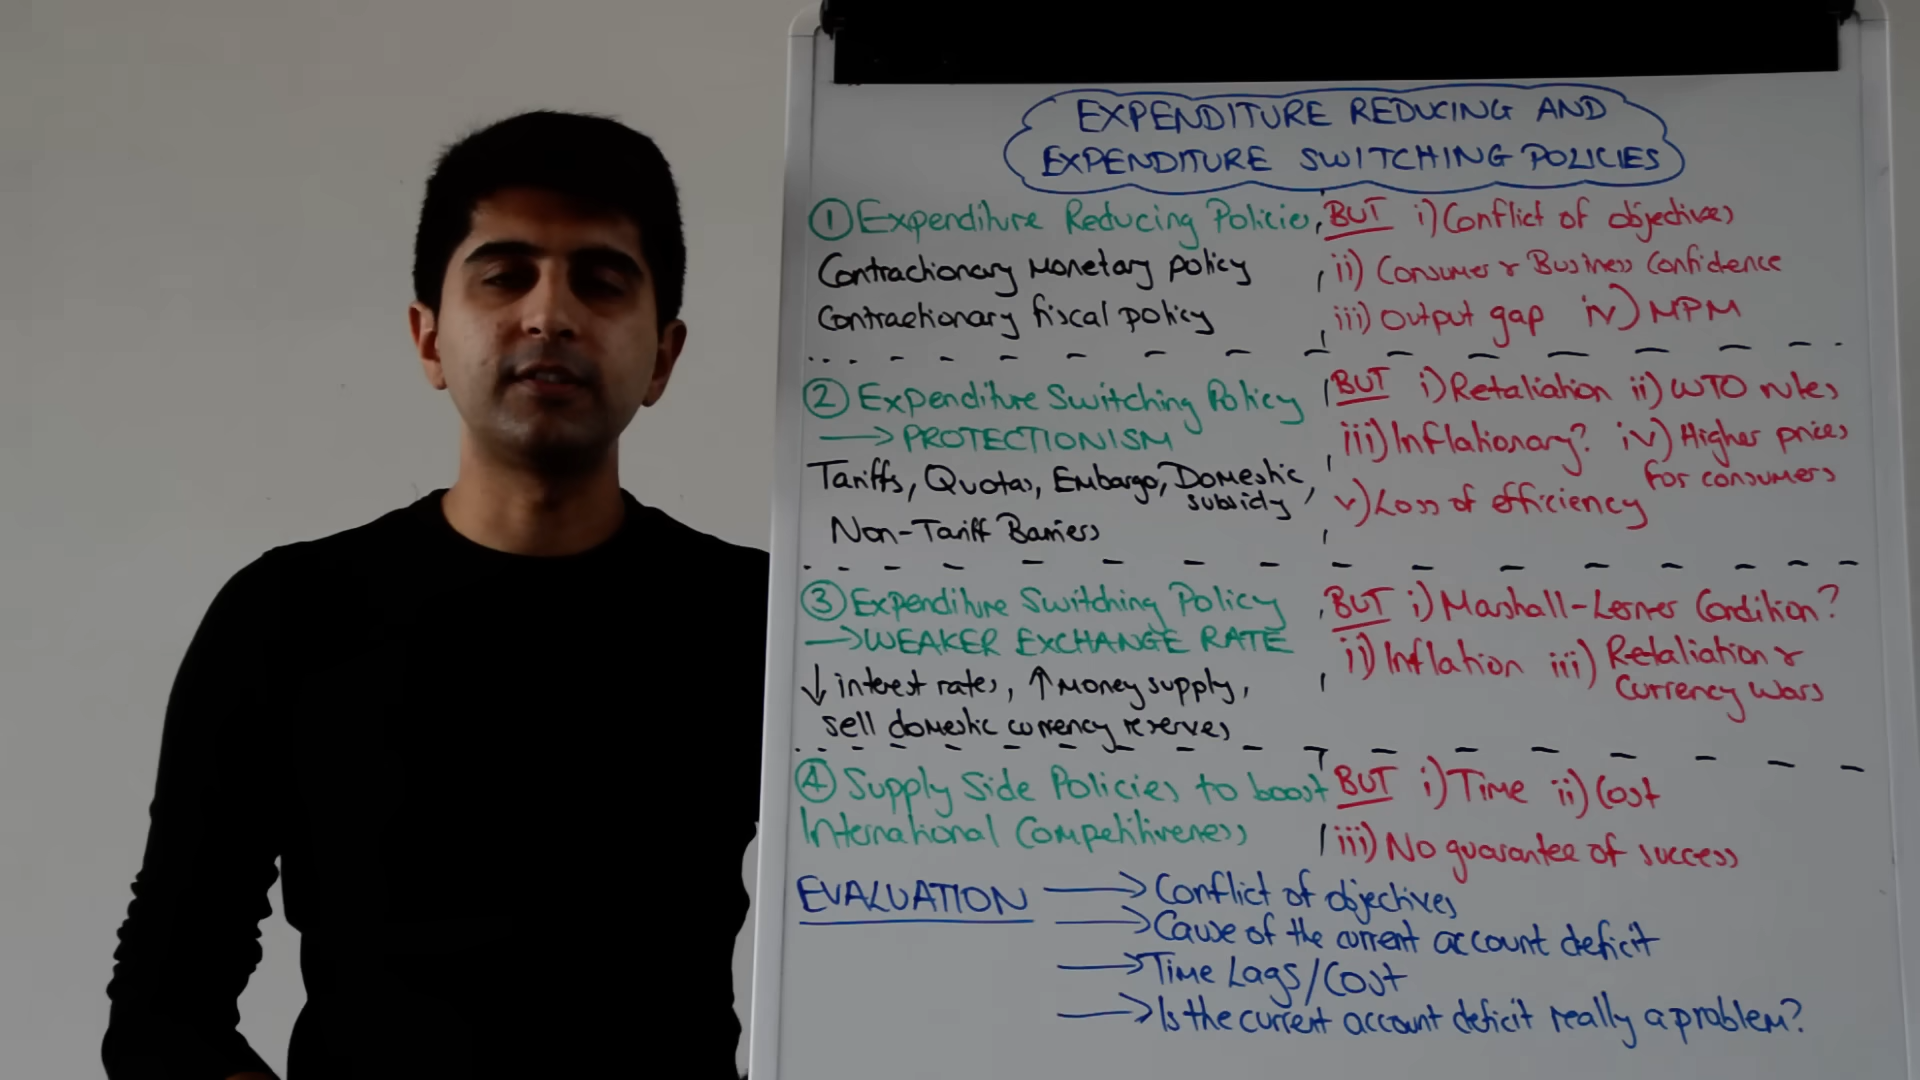 EXPENDITURE REDUCING AND
EXPENDITURE SWITCHING POLICIES
① Expenditure Reducing Policies
Contractionary Monetary policy
Contractionary fiscal policy
BUT i) Conflict of objectives
ii) Consumer & Business Confidence
iii) Output gap iv) MPM
② Expenditure Switching Policy
→ PROTECTIONISM
Tariffs, Quotas, Embargo, Domestic subsidy,
Non-Tariff Barriers
BUT i) Retaliation ii) WTO rules
iii) Inflationary? iv) Higher prices for consumers
v) Loss of efficiency
③ Expenditure Switching Policy
→ WEAKER EXCHANGE RATE
↓ interest rates, ↑ Money supply,
sell domestic currency reserves
BUT i) Marshall-Lerner Condition?
ii) Inflation iii) Retaliation & Currency Wars
④ Supply Side Policies to boost
International Competitiveness
BUT i) Time ii) Cost
iii) No guarantee of success
EVALUATION → Conflict of objectives
→ Cause of the current account deficit
→ Time Lags/Cost
→ Is the current account deficit really a problem?